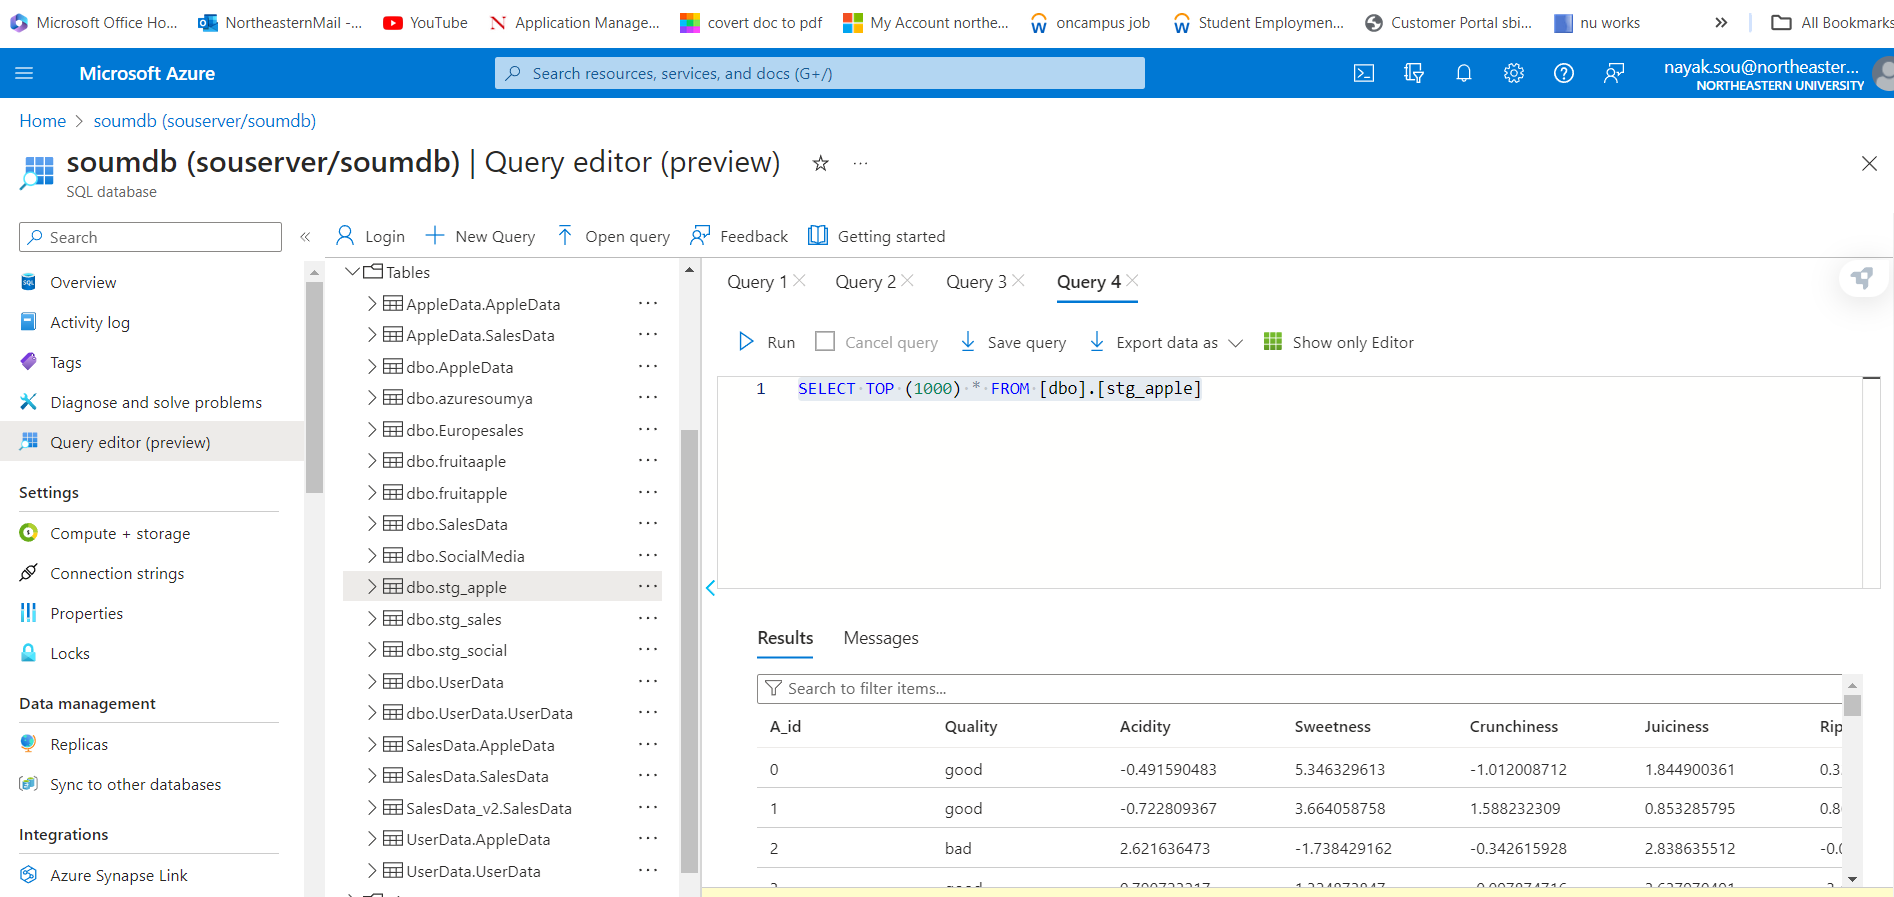 Microsoft Office Ho... NortheasternMail -... YouTube Application Manage... covert doc to pdf My Account northe... oncampus job Student Employmen... Customer Portal sbi... nu works » All Bookmarks
Microsoft Azure Search resources, services, and docs (G+/) nayak.sou@northeaster...
NORTHEASTERN UNIVERSITY
Home > soumdb (souserver/soumdb)
soumdb (souserver/soumdb) | Query editor (preview) ...
SQL database
Search « Login New Query Open query Feedback Getting started
Overview
Activity log
Tags
Diagnose and solve problems
Query editor (preview)
Settings
Compute + storage
Connection strings
Properties
Locks
Data management
Replicas
Sync to other databases
Integrations
Azure Synapse Link
Tables
AppleData.AppleData ...
AppleData.SalesData ...
dbo.AppleData ...
dbo.azuresoumya ...
dbo.Europesales ...
dbo.fruitaaple ...
dbo.fruitapple ...
dbo.SalesData ...
dbo.SocialMedia ...
dbo.stg_apple ...
dbo.stg_sales ...
dbo.stg_social ...
dbo.UserData ...
dbo.UserData.UserData ...
SalesData.AppleData ...
SalesData.SalesData ...
SalesData_v2.SalesData ...
UserData.AppleData ...
UserData.UserData ...
Query 1 Query 2 Query 3 Query 4
Run Cancel query Save query Export data as Show only Editor
1 SELECT TOP (1000) * FROM [dbo].[stg_apple]
Results Messages
Search to filter items...
A_id Quality Acidity Sweetness Crunchiness Juiciness Rip
0 good -0.491590483 5.346329613 -1.012008712 1.844900361 0.3
1 good -0.722809367 3.664058758 1.588232309 0.853285795 0.8
2 bad 2.621636473 -1.738429162 -0.342615928 2.838635512 -0.0